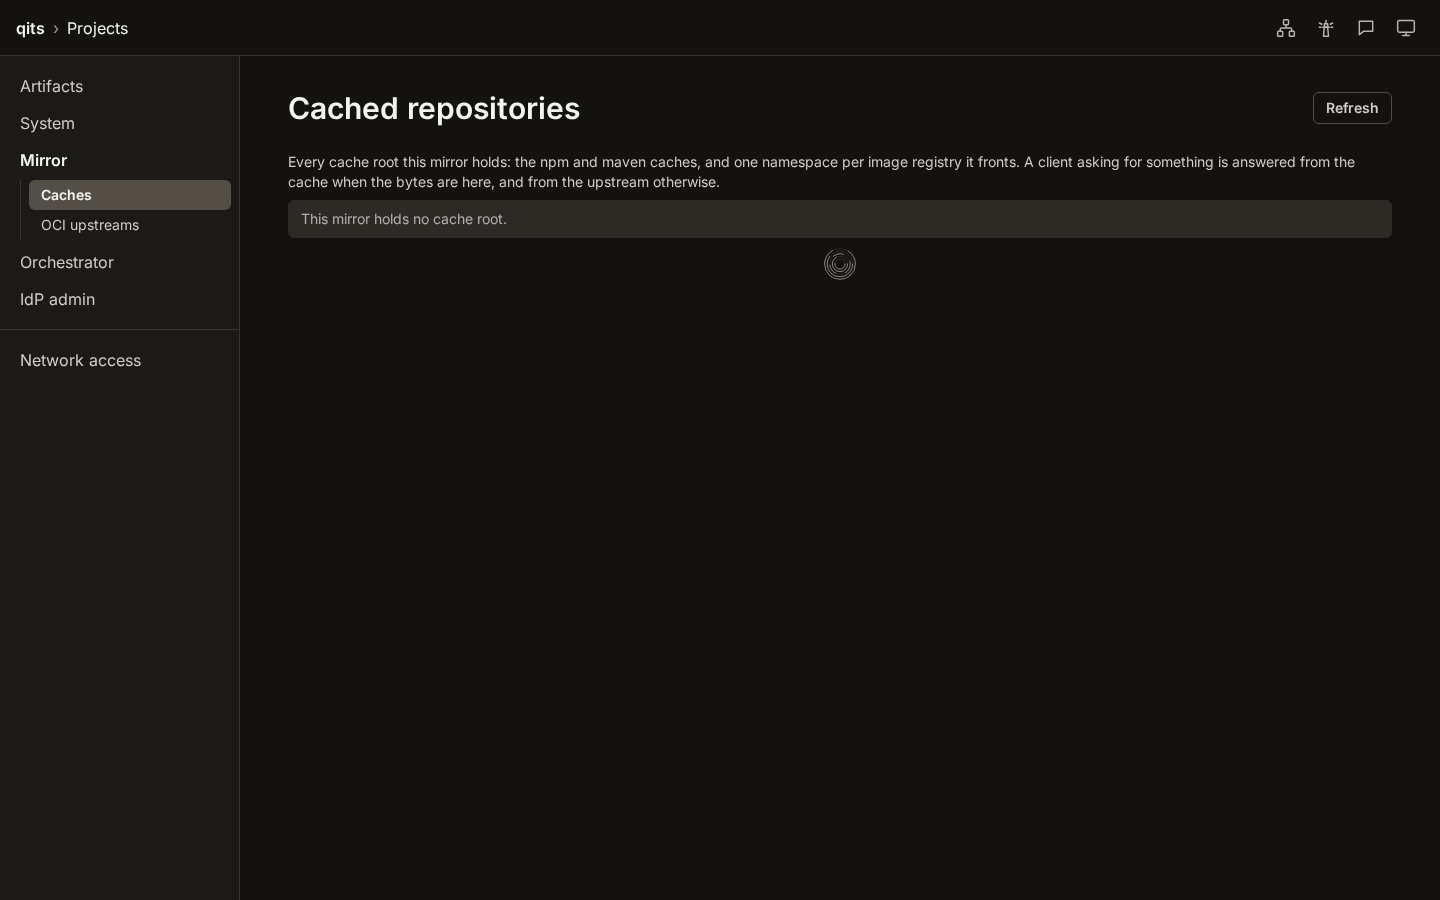 qits › Projects
Artifacts
System
Mirror
Caches
OCI upstreams
Orchestrator
IdP admin
Network access
Cached repositories
Refresh
Every cache root this mirror holds: the npm and maven caches, and one namespace per image registry it fronts. A client asking for something is answered from the
cache when the bytes are here, and from the upstream otherwise.
This mirror holds no cache root.